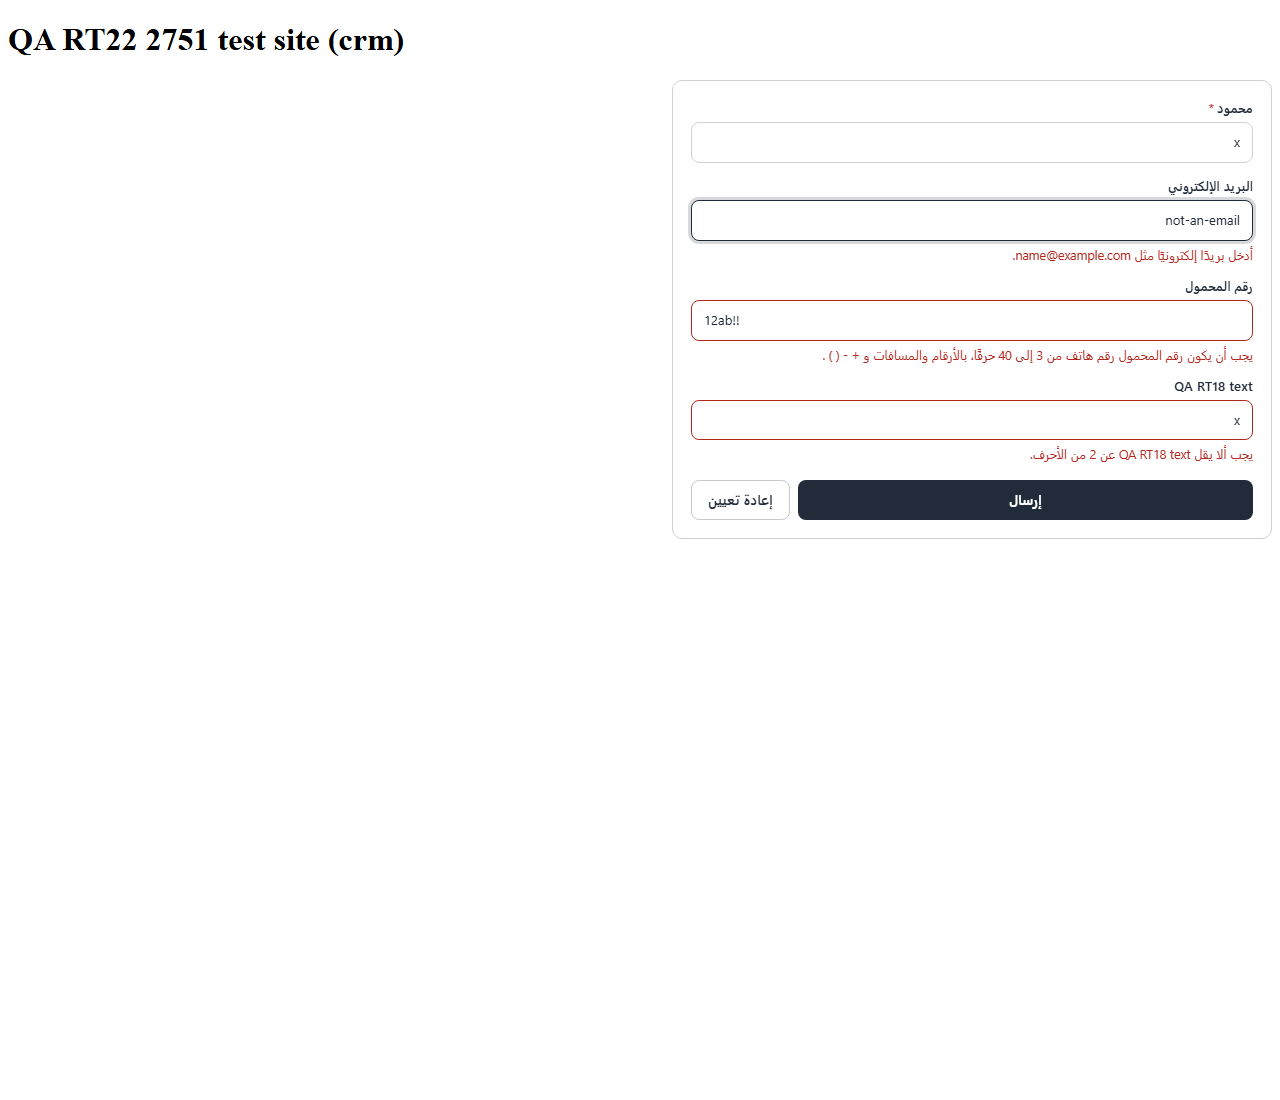 QA RT22 2751 test site (crm)
محمود *
x
البريد الإلكتروني
not-an-email
أدخل بريدًا إلكترونيًا مثل name@example.com.
رقم المحمول
12ab!!
يجب أن يكون رقم المحمول رقم هاتف من 3 إلى 40 حرفًا، بالأرقام والمسافات و + - ( ) .
QA RT18 text
x
يجب ألا يقل QA RT18 text عن 2 من الأحرف.
إرسال
إعادة تعيين